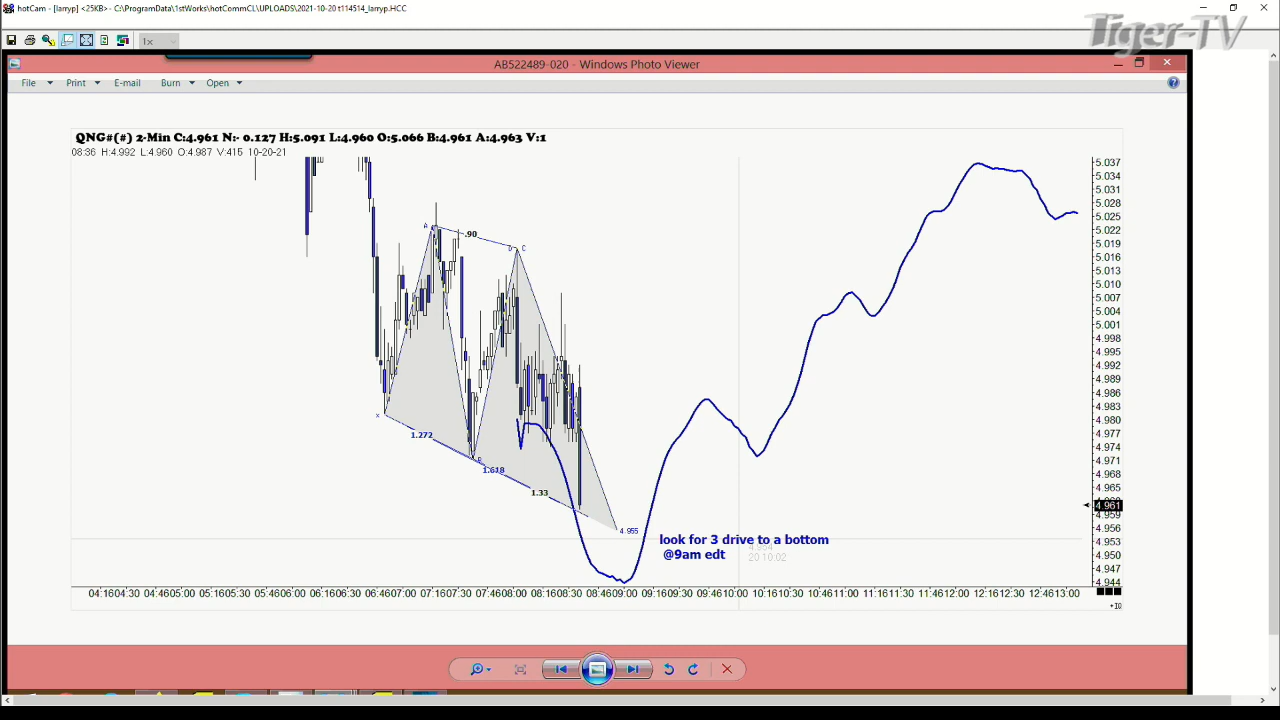 hotCam - [larryp] <25KB> - C:\ProgramData\1stWorks\hotCommCL\UPLOADS\2021-10-20 t114514_larryp.HCC
Tiger-TV
1x
AB522489-020 - Windows Photo Viewer
File Print E-mail Burn Open
QNG#(#) 2-Min C:4.961 N:- 0.127 H:5.091 L:4.960 O:5.066 B:4.961 A:4.963 V:1
08:36 H:4.992 L:4.960 O:4.987 V:415 10-20-21
5.037
5.034
5.031
5.028
5.025
5.022
5.019
5.016
5.013
5.010
5.007
5.004
5.001
4.998
4.995
4.992
4.989
4.986
4.983
4.980
4.977
4.974
4.971
4.968
4.965
4.961
4.959
4.956
4.953
4.950
4.947
4.944
A
.90
D C
X
1.272
B
1.618
1.33
4.955
look for 3 drive to a bottom
@9am edt
20 10:02
04:16 04:30 04:46 05:00 05:16 05:30 05:46 06:00 06:16 06:30 06:46 07:00 07:16 07:30 07:46 08:00 08:16 08:30 08:46 09:00 09:16 09:30 09:46 10:00 10:16 10:30 10:46 11:00 11:16 11:30 11:46 12:00 12:16 12:30 12:46 13:00